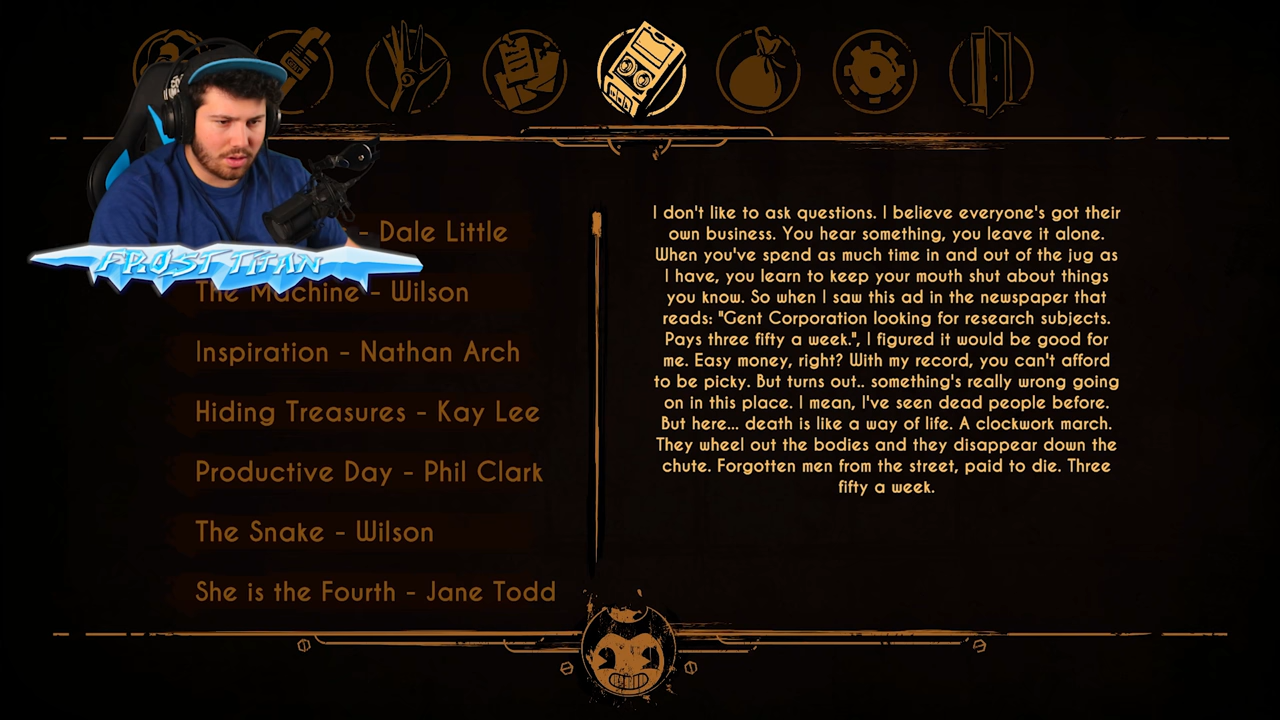 - Dale Little
FROST TITAN
The Machine - Wilson
Inspiration - Nathan Arch
Hiding Treasures - Kay Lee
Productive Day - Phil Clark
The Snake - Wilson
She is the Fourth - Jane Todd
I don't like to ask questions. I believe everyone's got their
own business. You hear something, you leave it alone.
When you've spend as much time in and out of the jug as
I have, you learn to keep your mouth shut about things
you know. So when I saw this ad in the newspaper that
reads: "Gent Corporation looking for research subjects.
Pays three fifty a week.", I figured it would be good for
me. Easy money, right? With my record, you can't afford
to be picky. But turns out.. something's really wrong going
on in this place. I mean, I've seen dead people before.
But here... death is like a way of life. A clockwork march.
They wheel out the bodies and they disappear down the
chute. Forgotten men from the street, paid to die. Three
fifty a week.